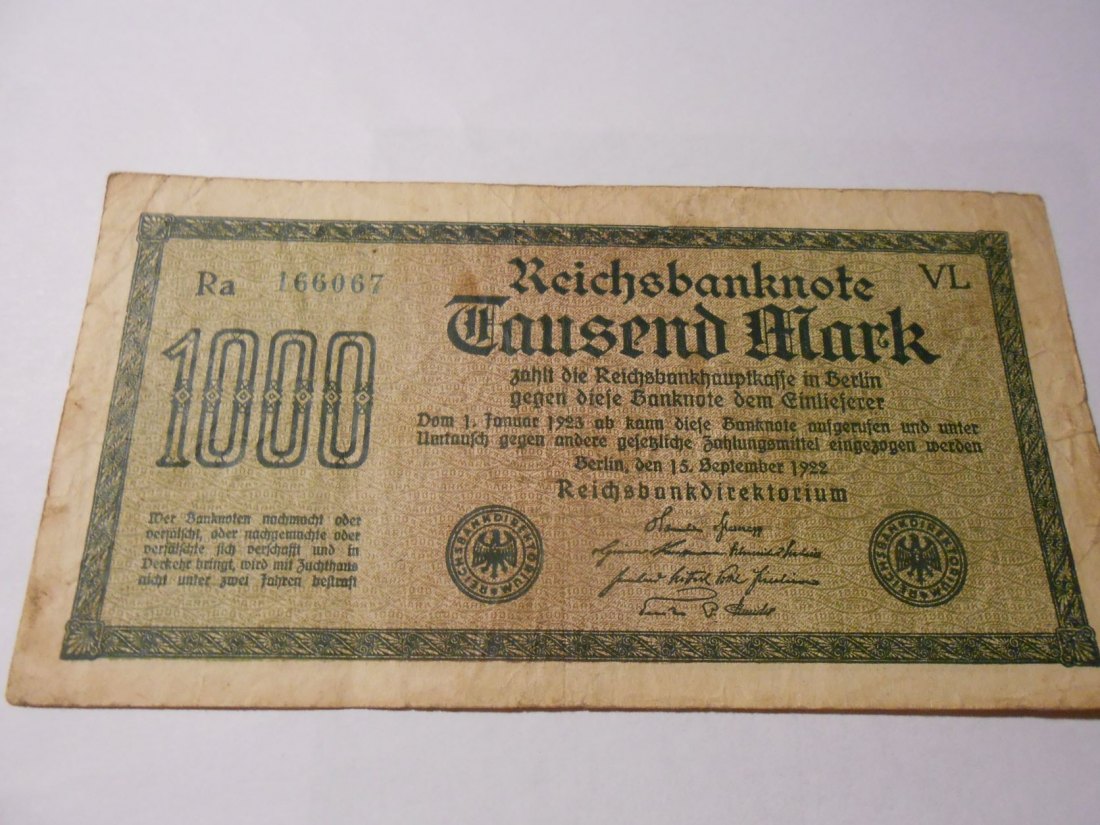 Ra 166067
VL
1000
Reichsbanknote
Tausend Mark
zahlt die Reichsbankhauptkasse in Berlin
gegen diese Banknote dem Einlieferer
Vom 1. Januar 1923 ab kann diese Banknote aufgerufen und unter
Umtausch gegen andere gesetzliche Zahlungsmittel eingezogen werden
Berlin, den 15. September 1922
Reichsbankdirektorium
Wer Banknoten nachmacht oder
verfälscht, oder nachgemachte oder
verfälschte sich verschafft und in
Verkehr bringt, wird mit Zuchthaus
nicht unter zwei Jahren bestraft
REICHSBANKDIREKTORIUM
REICHSBANKDIREKTORIUM